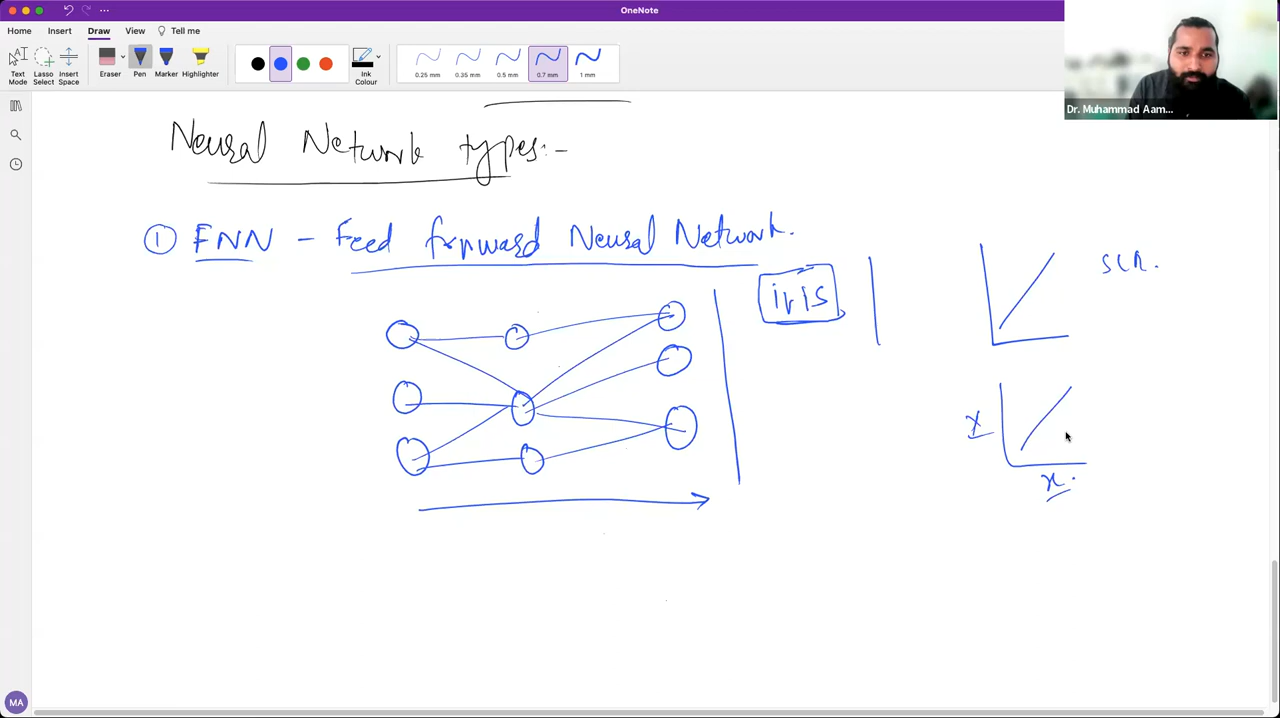 OneNote
Home Insert Draw View Tell me
Text Mode
Lasso Select
Insert Space
Eraser
Pen
Marker
Highlighter
Ink Colour
0.25 mm
0.35 mm
0.5 mm
0.7 mm
1 mm
Dr. Muhammad Aam...
Neural Network types:-
① FNN - Feed forward Neural Network.
iris
SLR.
x.
MA